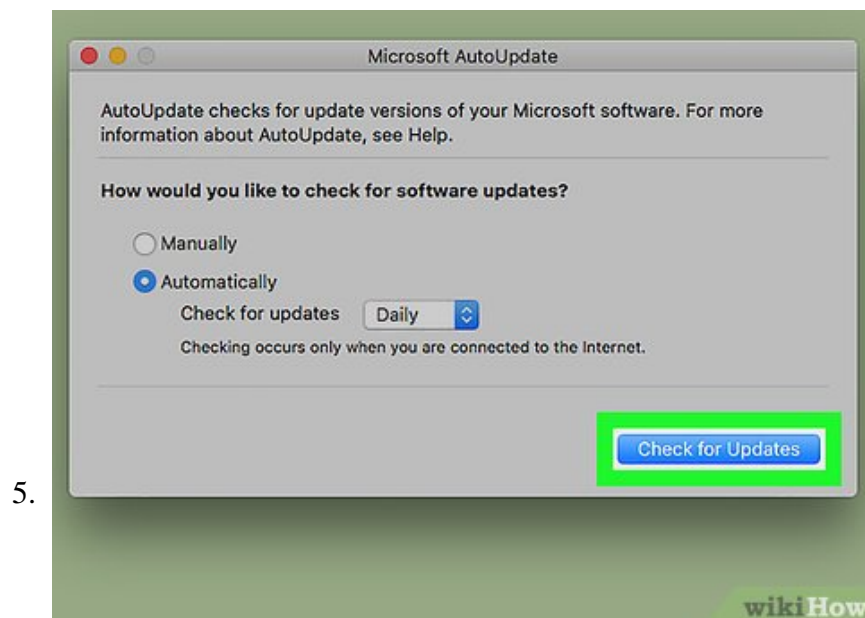 Microsoft AutoUpdate
AutoUpdate checks for update versions of your Microsoft software. For more
information about AutoUpdate, see Help.
How would you like to check for software updates?
Manually
Automatically
Check for updates Daily
Checking occurs only when you are connected to the Internet.
Check for Updates
5.
wikiHow